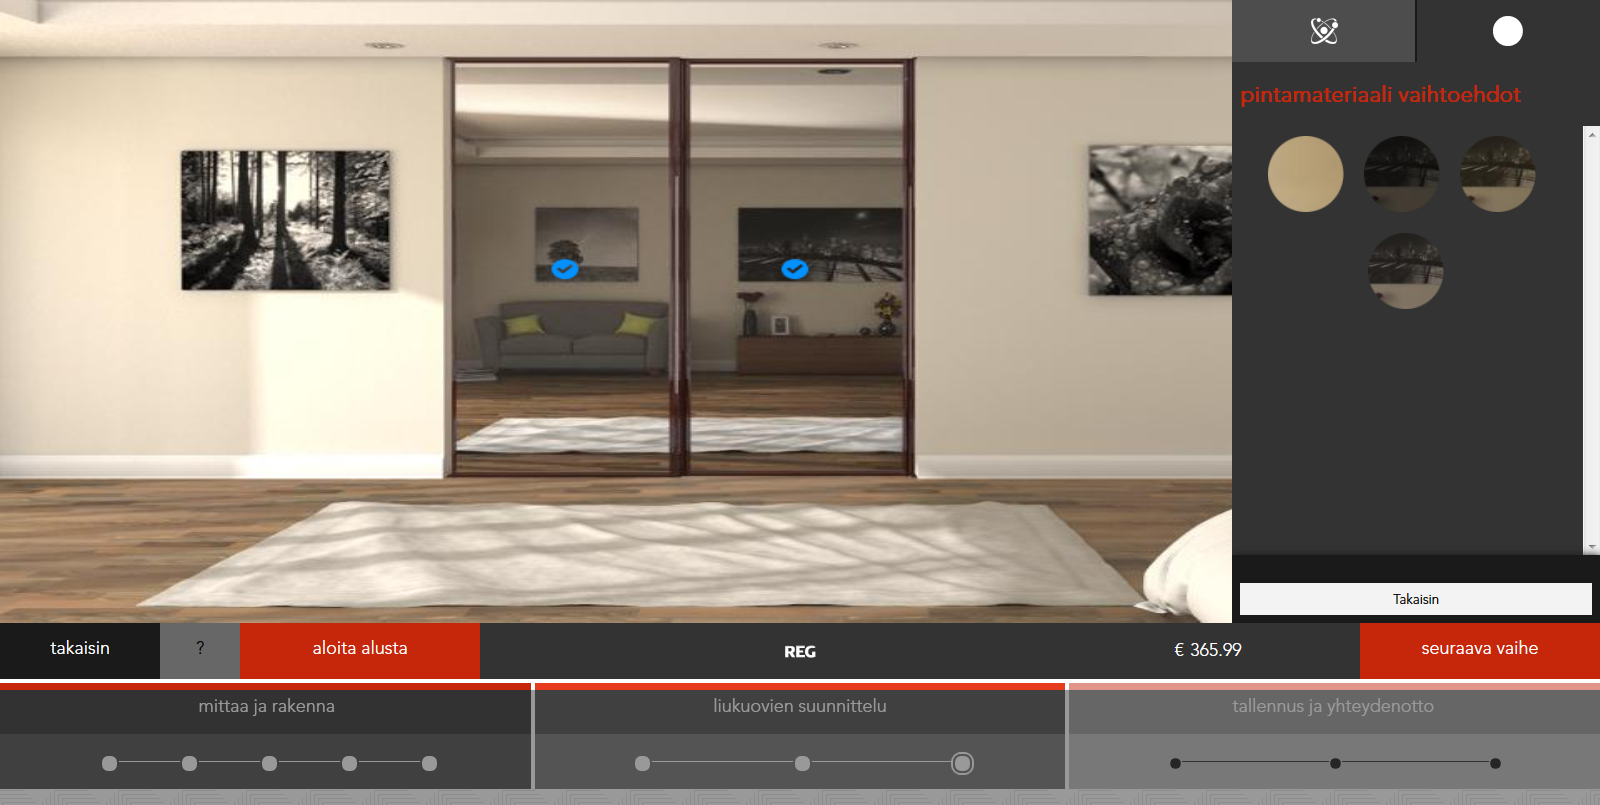 pintamateriaali vaihtoehdot
Takaisin
takaisin
?
aloita alusta
REG
€ 365.99
seuraava vaihe
mittaa ja rakenna
liukuovien suunnittelu
tallennus ja yhteydenotto